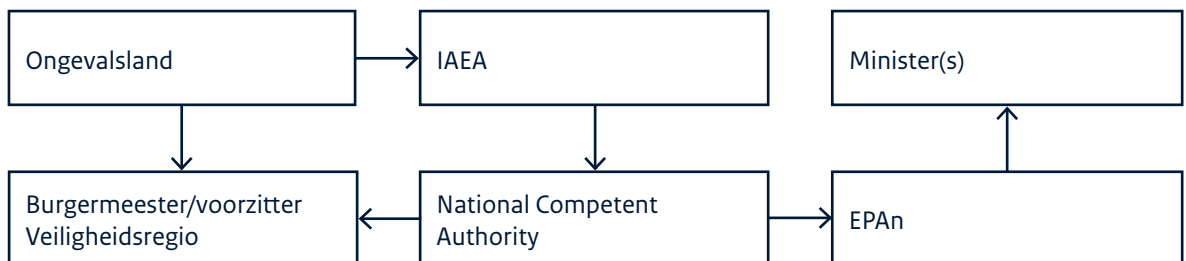 Ongevalsland
IAEA
Minister(s)
Burgermeester/voorzitter
Veiligheidsregio
National Competent
Authority
EPAn